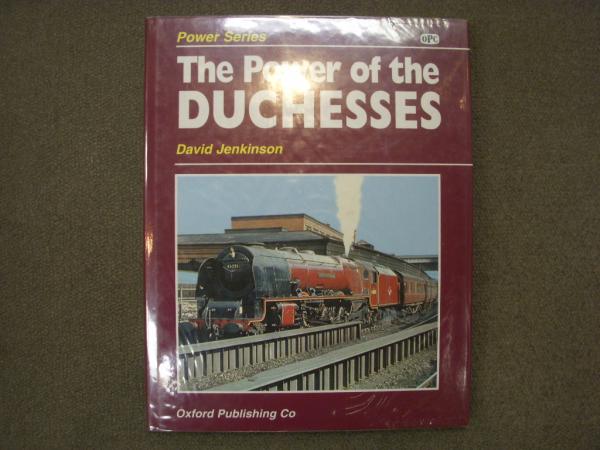 Power Series
OPC
The Power of the
DUCHESSES
David Jenkinson
Oxford Publishing Co